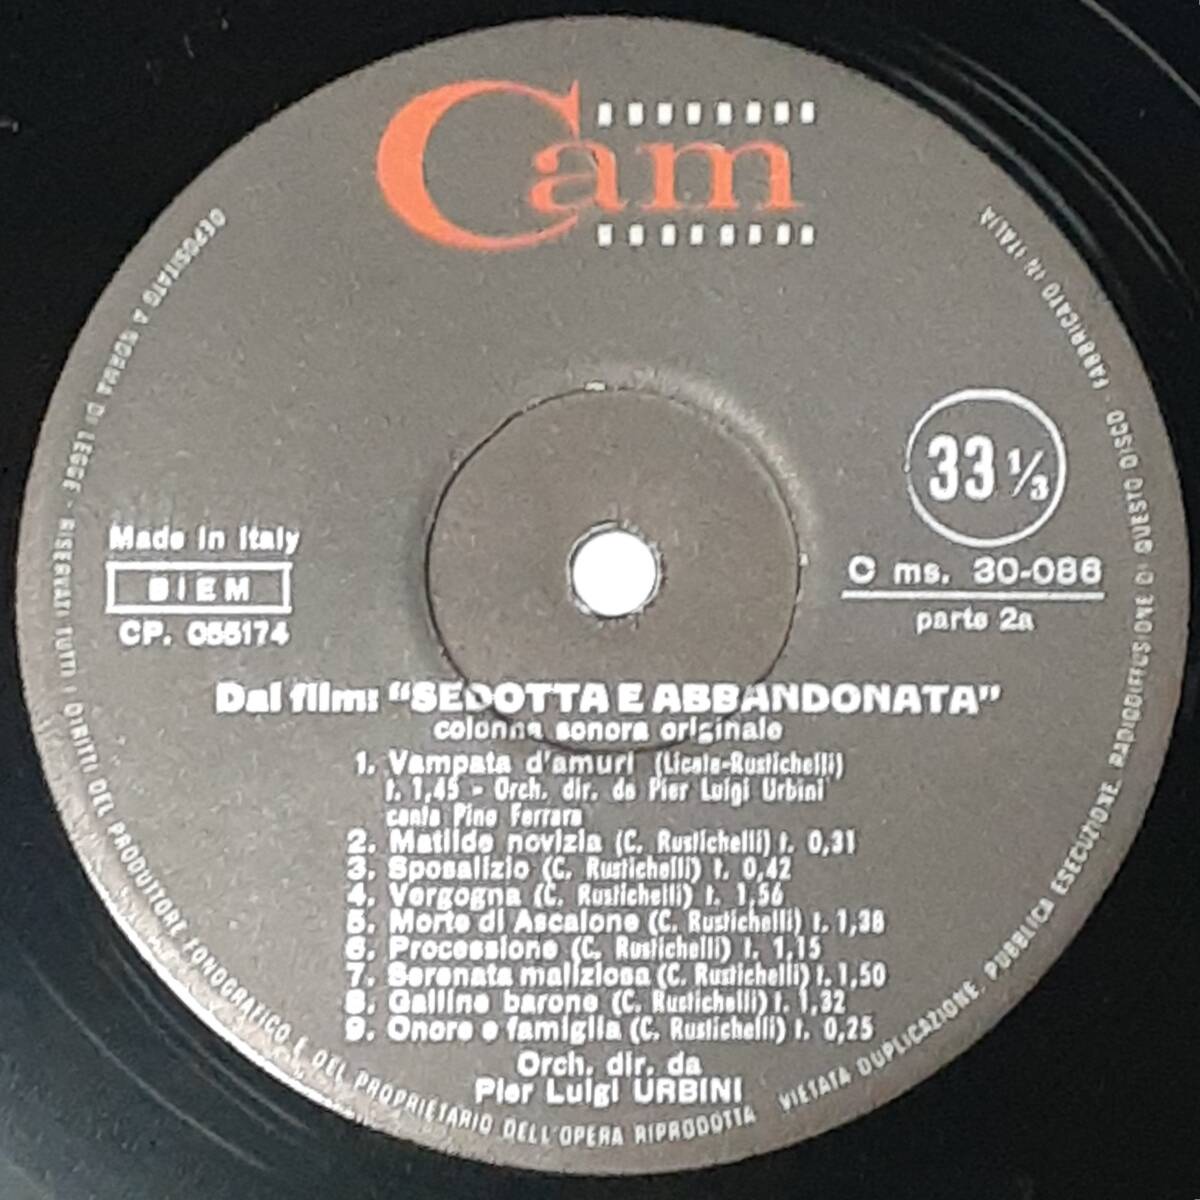 Cam
33 1/3
C ms. 30-086
parte 2a
Made in Italy
BIEM
CP. 055174
Dal film: "SEDOTTA E ABBANDONATA"
colonna sonora originale
1. Vampata d'amuri (Licata-Rustichelli)
t. 1,45 - Orch. dir. da Pier Luigi Urbini
canta Pino Ferrara
2. Matilde novizia (C. Rustichelli) t. 0,31
3. Sposalizio (C. Rustichelli) t. 0,42
4. Vergogna (C. Rustichelli) t. 1,56
5. Morte di Ascalone (C. Rustichelli) t. 1,38
6. Processione (C. Rustichelli) t. 1,15
7. Serenata maliziosa (C. Rustichelli) t. 1,50
8. Galline barone (C. Rustichelli) t. 1,32
9. Onore e famiglia (C. Rustichelli) t. 0,25
Orch. dir. da
Pier Luigi URBINI
DEPOSITATO A NORMA DI LEGGE - RISERVATI TUTTI I DIRITTI DEL PRODUTTORE FONOGRAFICO E DEL PROPRIETARIO DELL'OPERA RIPRODOTTA
VIETATA DUPLICAZIONE, PUBBLICA ESECUZIONE, RADIODIFFUSIONE DI QUESTO DISCO - FABBRICATO IN ITALIA